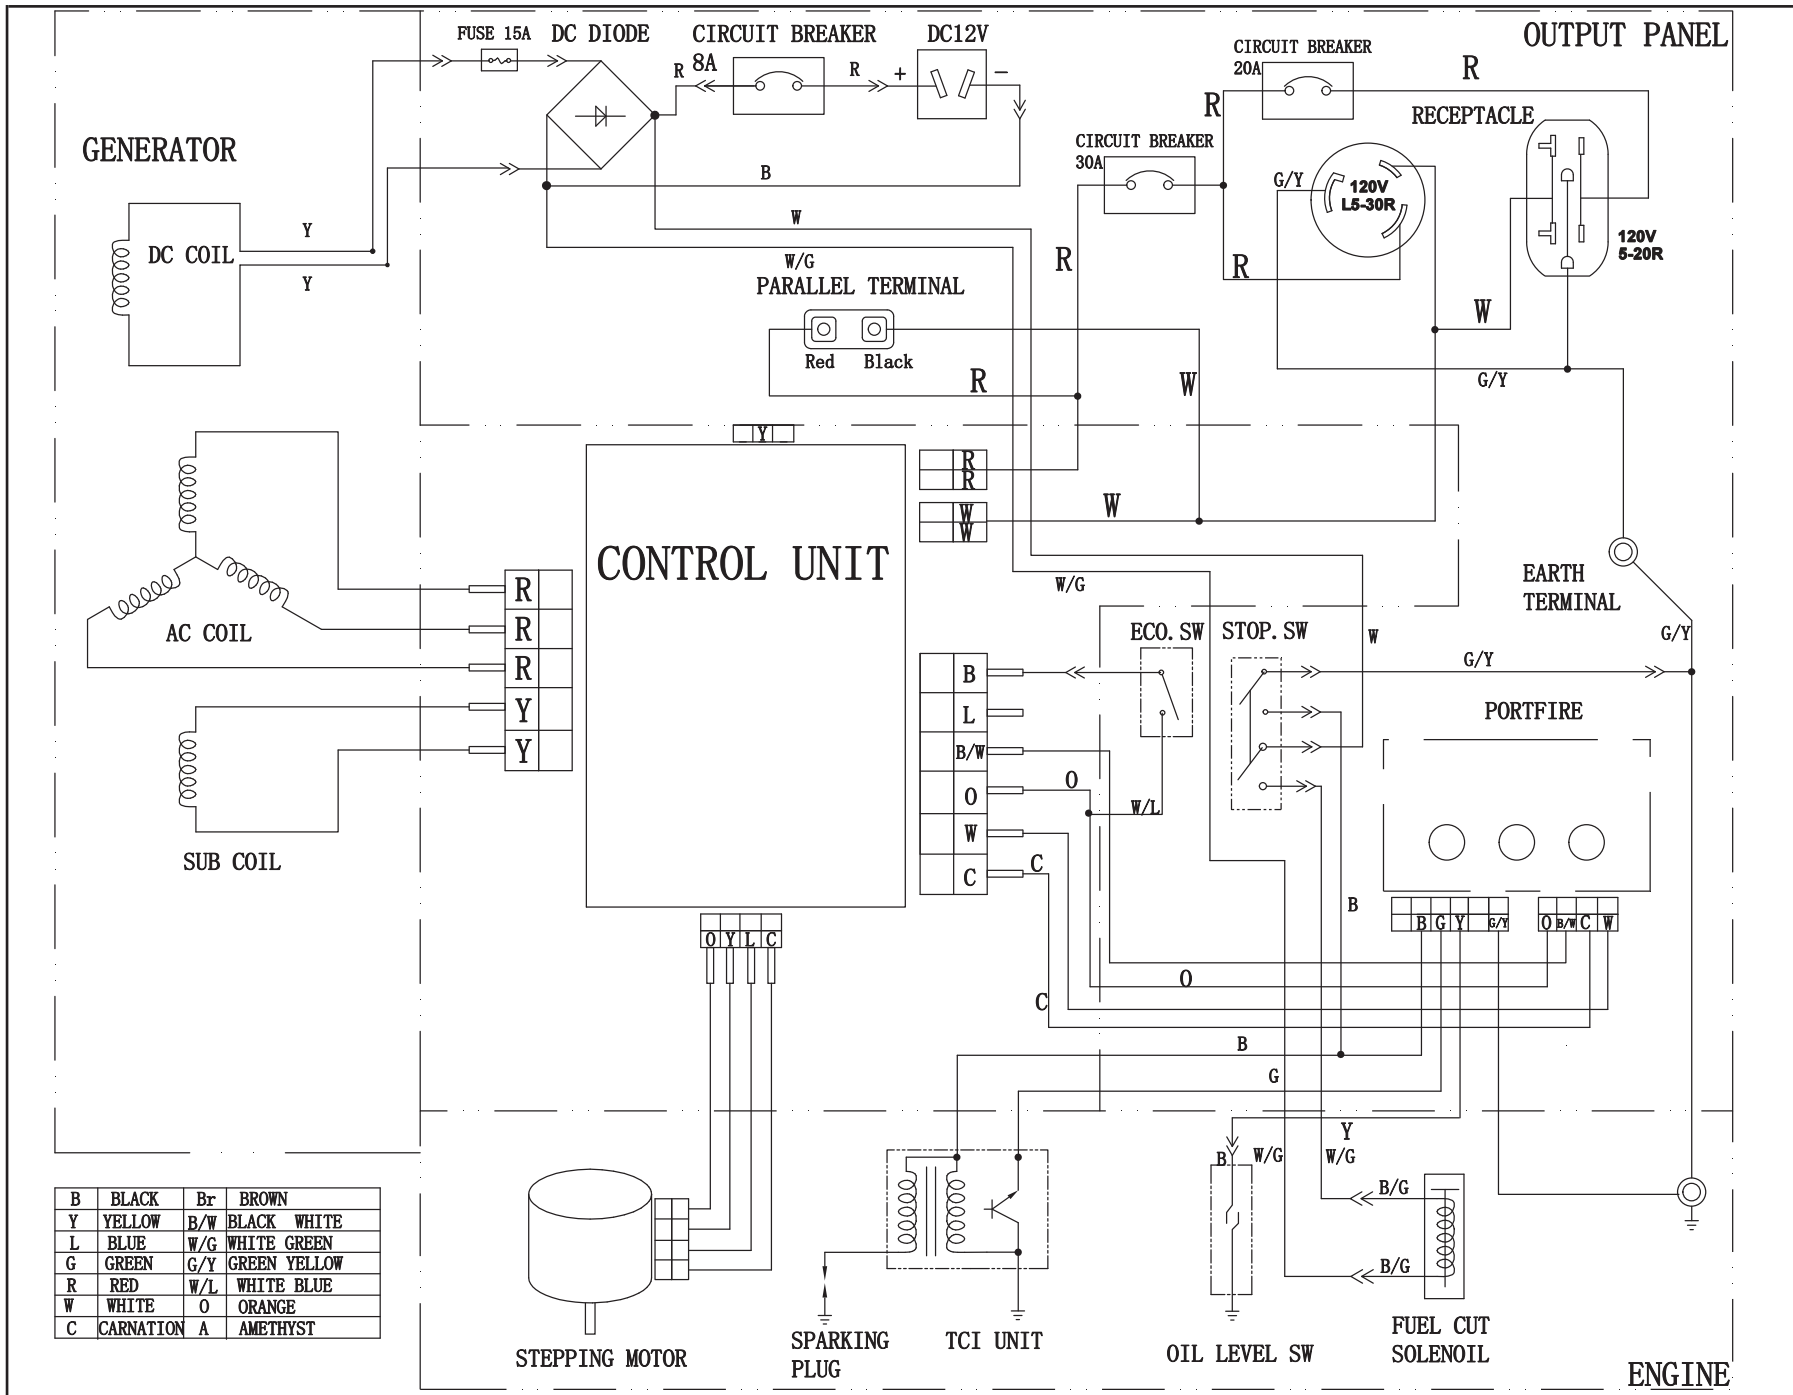 FUSE 15A
DC DIODE
CIRCUIT BREAKER
8A
DC12V
OUTPUT PANEL
CIRCUIT BREAKER
20A
R
R
+
−
R
R
RECEPTACLE
CIRCUIT BREAKER
30A
GENERATOR
B
G/Y
120V
L5-30R
W
120V
5-20R
Y
DC COIL
Y
W/G
R
R
PARALLEL TERMINAL
W
Red
Black
R
W
G/Y
Y
R
R
W
W
W
CONTROL UNIT
W/G
EARTH
TERMINAL
R
R
R
Y
Y
AC COIL
ECO.SW
STOP.SW
W
G/Y
G/Y
B
L
B/W
O
W
C
PORTFIRE
O
W/L
C
SUB COIL
B
B
G
Y
G/Y
O
B/W
C
W
O
Y
L
C
O
C
B
G
Y
B
W/G
W/G
B/G
B/G
B BLACK Br BROWN
Y YELLOW B/W BLACK WHITE
L BLUE W/G WHITE GREEN
G GREEN G/Y GREEN YELLOW
R RED W/L WHITE BLUE
W WHITE O ORANGE
C CARNATION A AMETHYST
STEPPING MOTOR
SPARKING
PLUG
TCI UNIT
OIL LEVEL SW
FUEL CUT
SOLENOIL
ENGINE